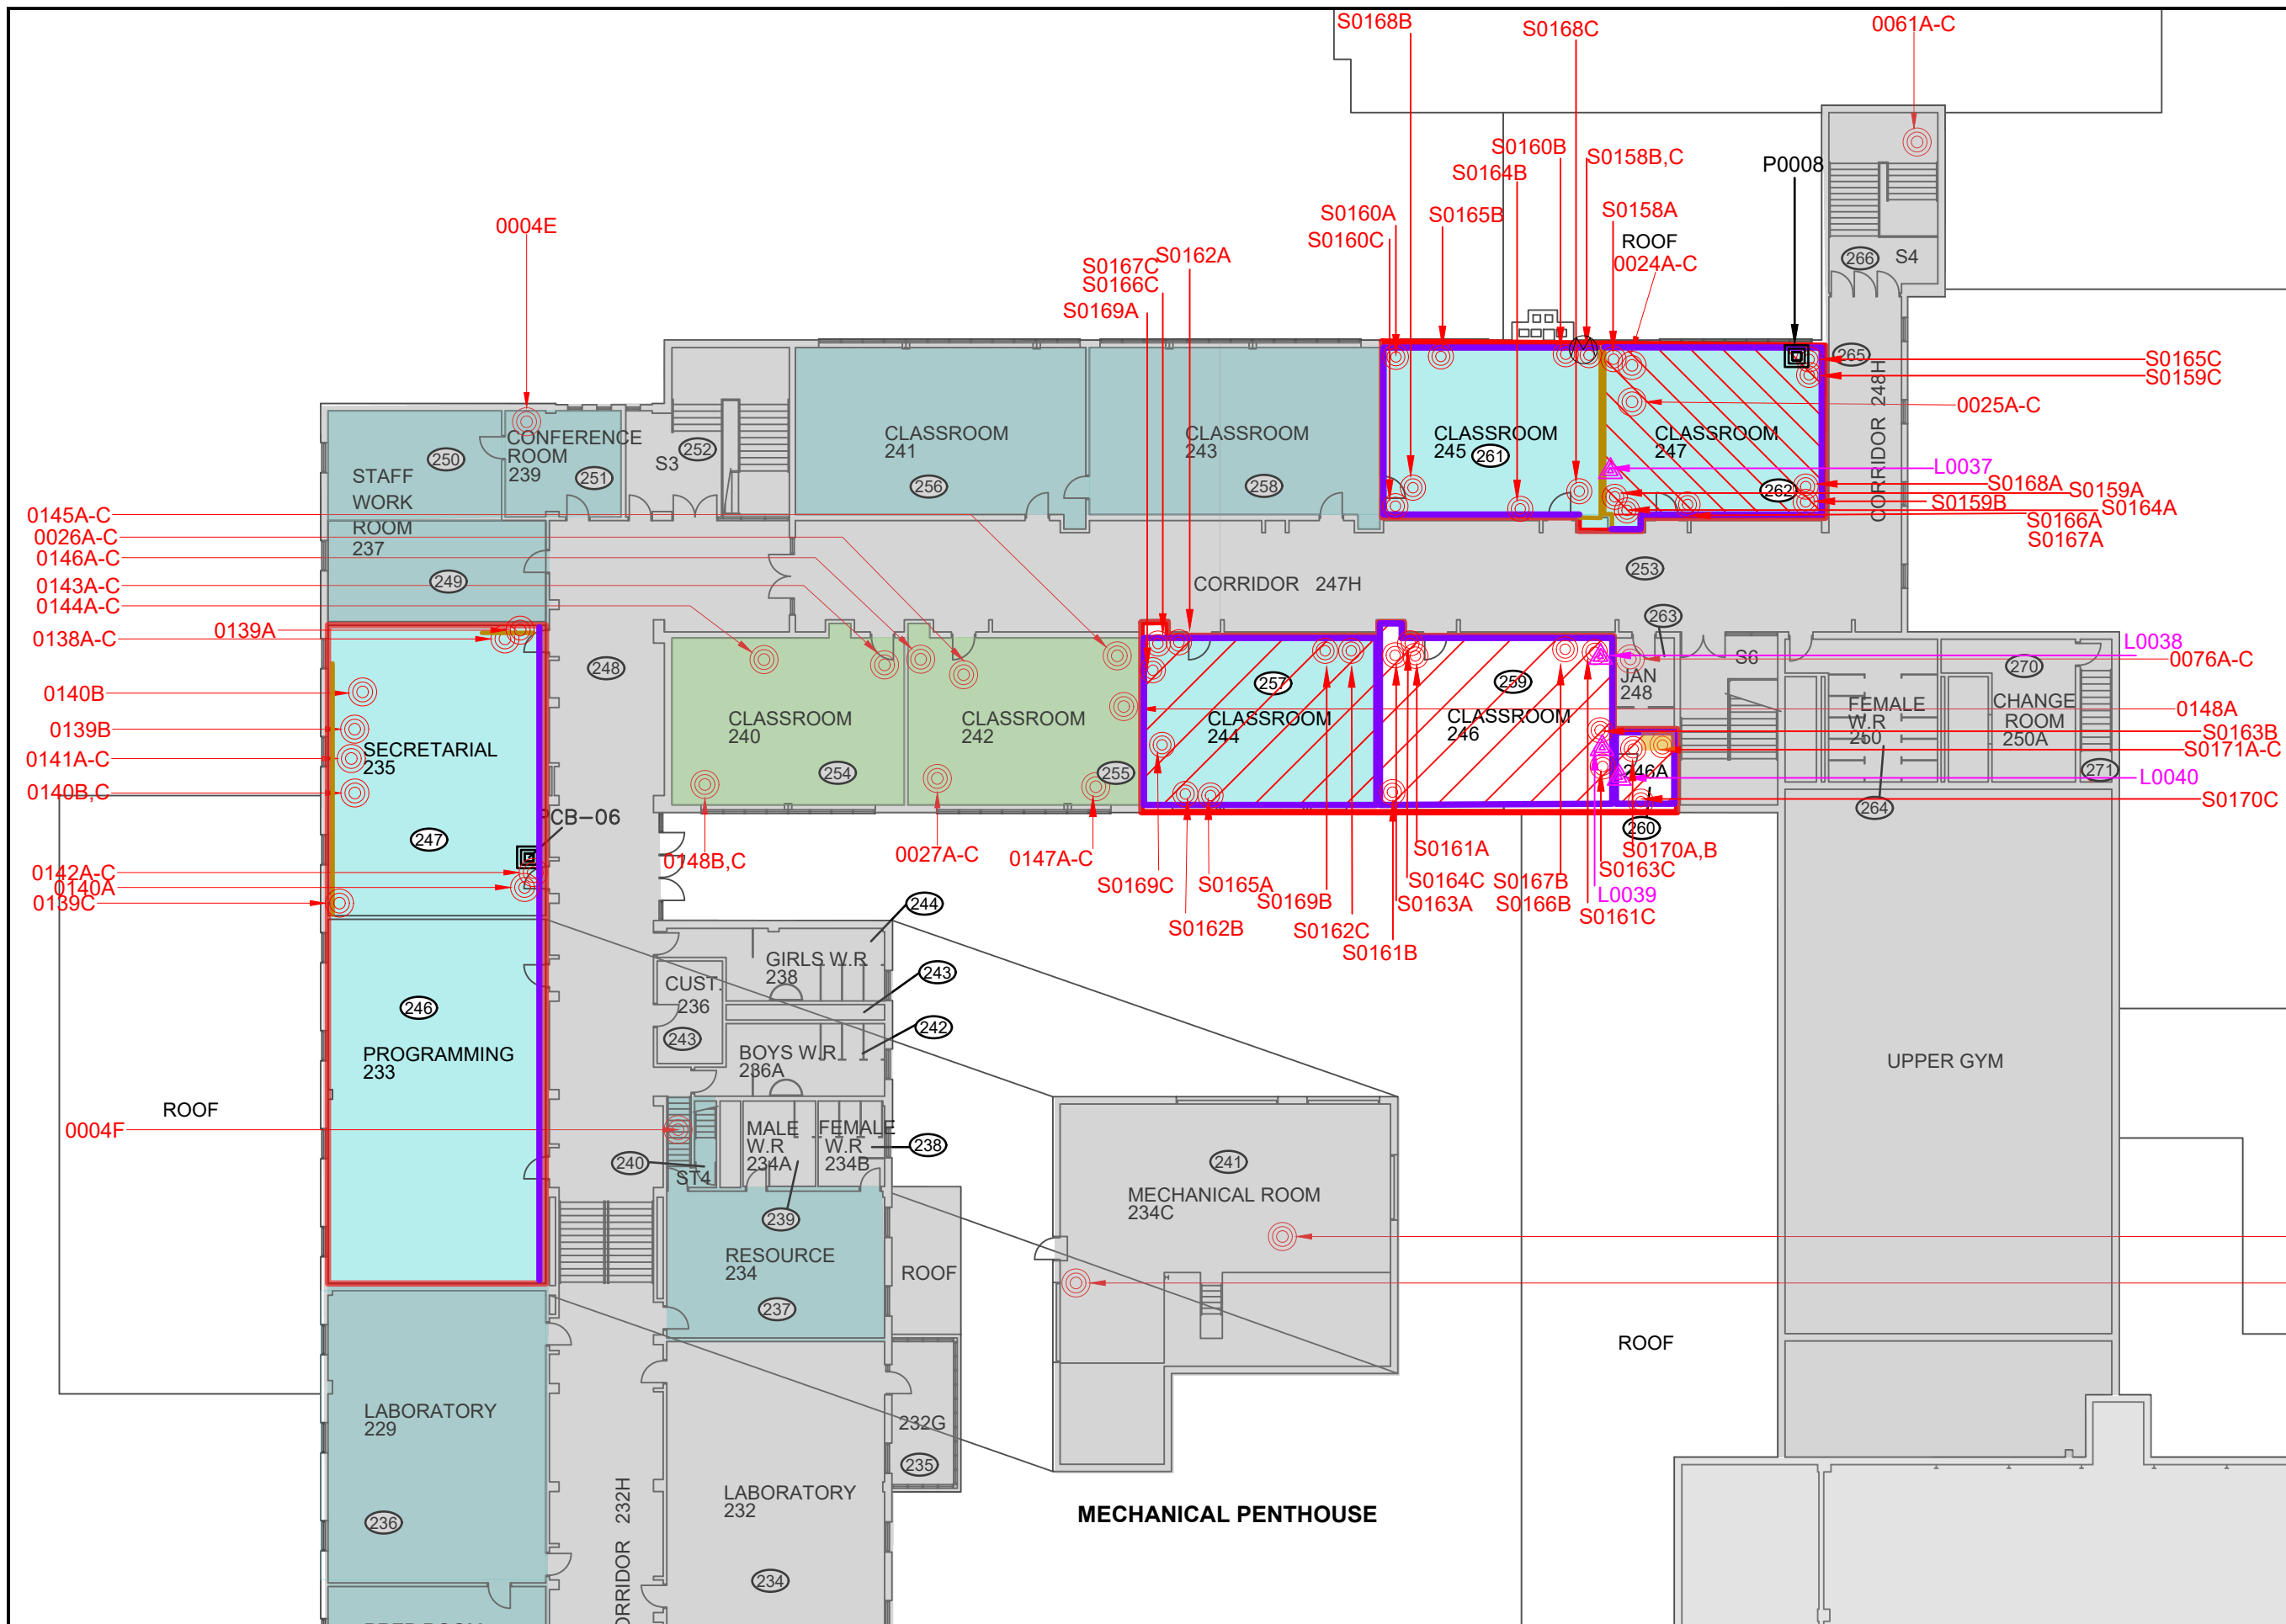 S0168B
S0168C
0061A-C
S0160B
S0158B,C
S0164B
P0008
S0160A
S0165B
S0158A
S0160C
ROOF
0024A-C
0004E
S0167C
S0162A
S0166C
S0169A
266
S4
265
S0165C
S0159C
0025A-C
CORRIDOR 248H
CONFERENCE
ROOM
239
250
251
S3
252
STAFF
WORK
ROOM
237
CLASSROOM
241
256
CLASSROOM
243
258
CLASSROOM
245
261
CLASSROOM
247
262
L0037
S0168A
S0159A
S0159B
S0164A
S0166A
S0167A
0145A-C
0026A-C
0146A-C
0143A-C
0144A-C
0139A
0138A-C
249
CORRIDOR 247H
253
263
L0038
0076A-C
0140B
0139B
0141A-C
0140B,C
SECRETARIAL
235
247
PCB-06
0142A-C
0140A
0139C
248
CLASSROOM
240
254
CLASSROOM
242
255
257
CLASSROOM
244
259
CLASSROOM
246
JAN
248
S6
246A
260
FEMALE
W.R
260
264
270
CHANGE
ROOM
250A
271
0148A
S0163B
S0171A-C
L0040
S0170C
0148B,C
0027A-C
0147A-C
S0169C
S0165A
S0162B
S0169B
S0162C
S0161B
S0161A
S0164C
S0163A
S0167B
S0166B
S0170A,B
S0163C
L0039
S0161C
244
GIRLS W.R
238
243
CUST.
236
243
242
BOYS W.R
236A
246
PROGRAMMING
233
ROOF
0004F
MALE
W.R
234A
FEMALE
W.R
234B
238
240
ST4
239
RESOURCE
234
237
ROOF
241
MECHANICAL ROOM
234C
UPPER GYM
ROOF
LABORATORY
229
236
232G
235
LABORATORY
232
234
CORRIDOR 232H
MECHANICAL PENTHOUSE